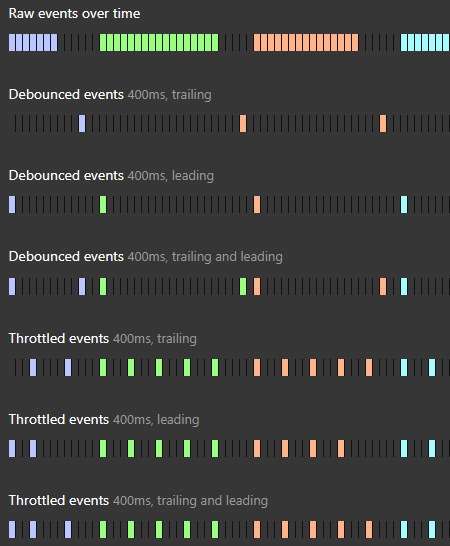 Raw events over time
Debounced events 400ms, trailing
Debounced events 400ms, leading
Debounced events 400ms, trailing and leading
Throttled events 400ms, trailing
Throttled events 400ms, leading
Throttled events 400ms, trailing and leading